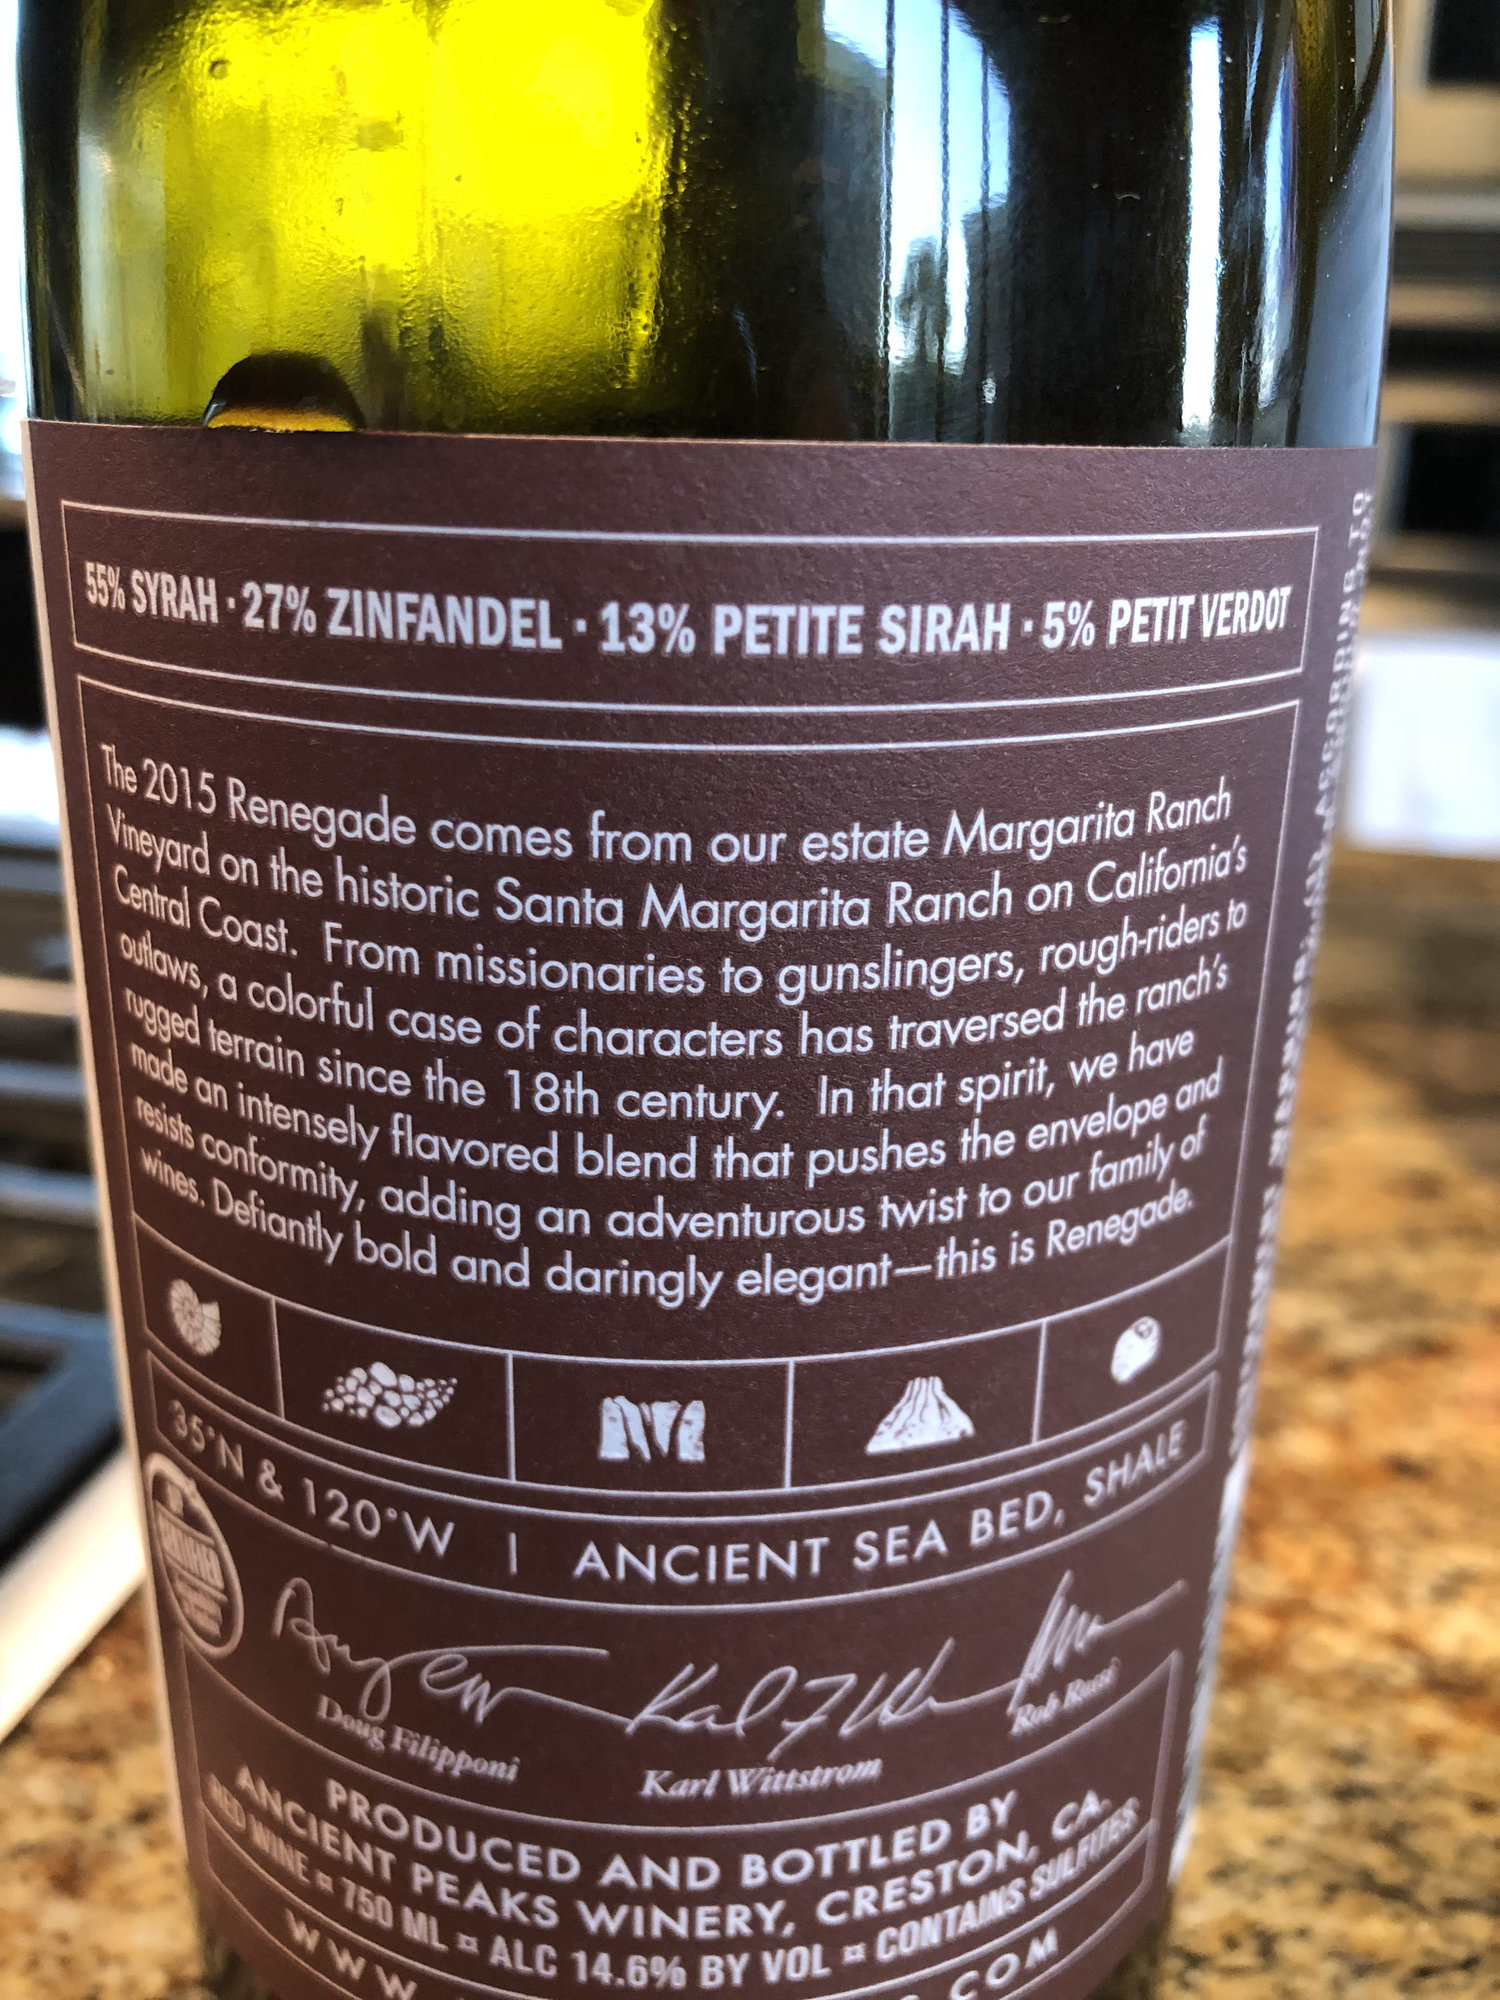 55% SYRAH · 27% ZINFANDEL · 13% PETITE SIRAH · 5% PETIT VERDOT
The 2015 Renegade comes from our estate Margarita Ranch
Vineyard on the historic Santa Margarita Ranch on California's
Central Coast. From missionaries to gunslingers, rough-riders to
outlaws, a colorful case of characters has traversed the ranch's
rugged terrain since the 18th century. In that spirit, we have
made an intensely flavored blend that pushes the envelope and
resists conformity, adding an adventurous twist to our family of
wines. Defiantly bold and daringly elegant—this is Renegade.
35°N & 120°W | ANCIENT SEA BED, SHALE
Doug Filipponi
Karl Wittstrom
Rob Rossi
PRODUCED AND BOTTLED BY
ANCIENT PEAKS WINERY, CRESTON, CA.
RED WINE ¤ 750 ML ¤ ALC 14.6% BY VOL ¤ CONTAINS SULFITES
WWW.
.COM
ACCORDING TO